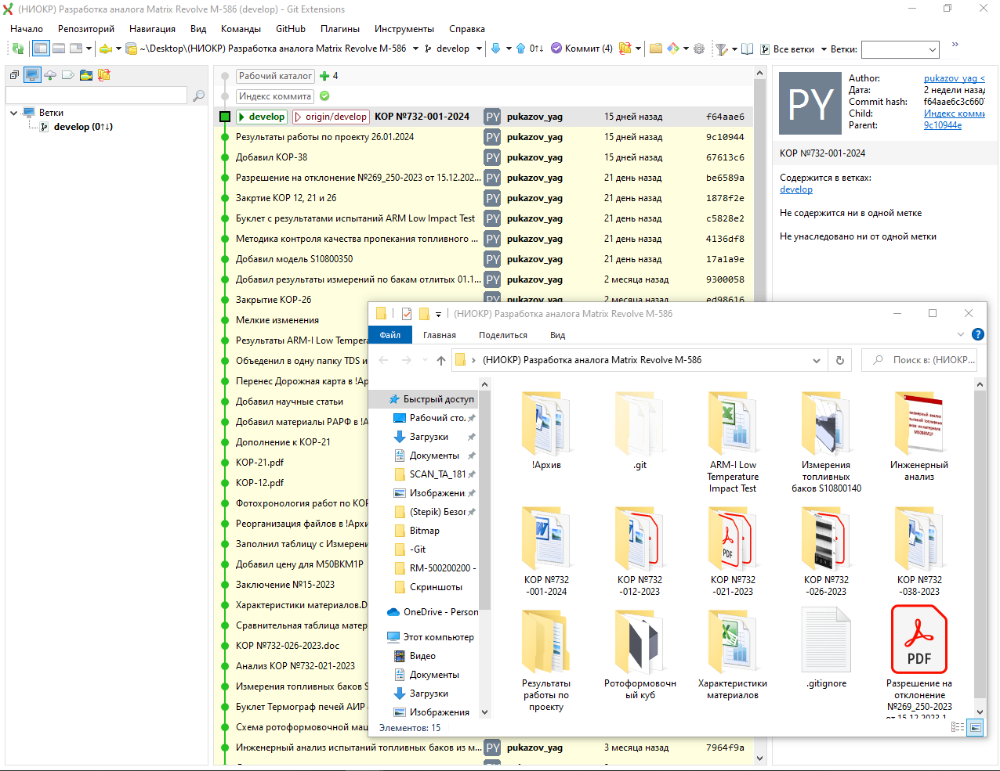 (НИОКР) Разработка аналога Matrix Revolve M-586 (develop) - Git Extensions
Начало Репозиторий Навигация Вид Команды GitHub Плагины Инструменты Справка
~\Desktop\(НИОКР) Разработка аналога Matrix Revolve M-586 develop 0↑↓ Коммит (4) Все ветки Ветки: »
Ветки
develop (0↑↓)
Рабочий каталог 4
Индекс коммита
develop origin/develop КОР №732-001-2024 PY pukazov_yag 15 дней назад f64aae6
Результаты работы по проекту 26.01.2024 PY pukazov_yag 15 дней назад 9c10944
Добавил КОР-38 PY pukazov_yag 15 дней назад 67613c6
Разрешение на отклонение №269_250-2023 от 15.12.202... PY pukazov_yag 21 день назад be6589a
Закртие КОР 12, 21 и 26 PY pukazov_yag 21 день назад 1878f2e
Буклет с результатами испытаний ARM Low Impact Test PY pukazov_yag 21 день назад c5828e2
Методика контроля качества пропекания топливного ... PY pukazov_yag 21 день назад 4136df8
Добавил модель S10800350 PY pukazov_yag 21 день назад 17a1a9e
Добавил результаты измерений по бакам отлитых 01.1... PY pukazov_yag 2 месяца назад 9300058
Закрытие КОР-26 PY pukazov_yag 2 месяца назад ed98616
Мелкие изменения
Результаты ARM-I Low Tempera
Объеденил в одну папку TDS и
Перенес Дорожная карта в !Ар
Добавил научные статьи
Добавил материалы РАРФ в !А
Дополнение к КОР-21
КОР-21.pdf
КОР-12.pdf
Фотохронология работ по КОР
Реорганизация файлов в !Архи
Заполнил таблицу с Измерени
Добавил цену для М50ВКМ1Р
Заключение №15-2023
Характеристики материалов.D
Сравнительная таблица матер
КОР №732-026-2023.doc
Анализ КОР №732-021-2023
Измерения топливных баков S
Буклет Термограф печей АИР
Схема ротоформовочной маш
Инженерный анализ испытаний топливных баков из м... PY pukazov_yag 3 месяца назад 7964f9a
PY
Author: pukazov_yag <
Дата: 2 недели назад
Commit hash: f64aae6c3c6607
Child: Индекс комми
Parent: 9c10944e
КОР №732-001-2024
Содержится в ветках:
develop
Не содержится ни в одной метке
Не унаследовано ни от одной метки
(НИОКР) Разработка аналога Matrix Revolve M-586
Файл Главная Поделиться Вид
(НИОКР) Разработка аналога Matrix Revolve M-586 Поиск в: (НИОКР...
Быстрый доступ
Рабочий сто.
Загрузки
Документы
SCAN_TA_181
Изображени.
(Stepik) Безог
Bitmap
-Git
RM-500200200 -
Скриншоты
OneDrive - Person
Этот компьютер
Видео
Документы
Загрузки
Изображения
!Архив
.git
ARM-I Low
Temperature
Impact Test
Измерения
топливных
баков S10800140
Инженерный
анализ
КОР №732
-001-2024
КОР №732
-012-2023
PDF
КОР №732
-021-2023
КОР №732
-026-2023
КОР №732
-038-2023
Результаты
работы по
проекту
Ротоформовочн
ый куб
Характеристики
материалов
.gitignore
PDF
Разрешение на
отклонение
№269_250-2023
от 15.12.2023.1
Элементов: 15